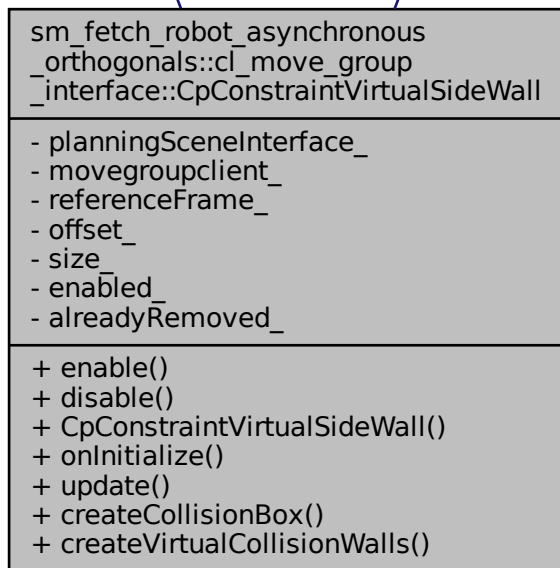 sm_fetch_robot_asynchronous
_orthogonals::cl_move_group
_interface::CpConstraintVirtualSideWall
- planningSceneInterface_
- movegroupclient_
- referenceFrame_
- offset_
- size_
- enabled_
- alreadyRemoved_
+ enable()
+ disable()
+ CpConstraintVirtualSideWall()
+ onInitialize()
+ update()
+ createCollisionBox()
+ createVirtualCollisionWalls()